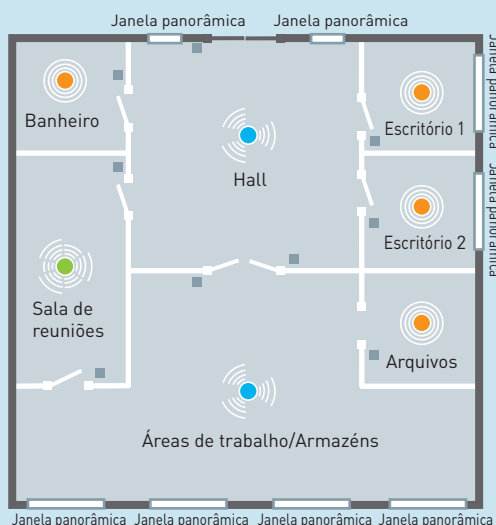 Janela panorâmica Janela panorâmica
Janela panorâmica
Banheiro
Escritório 1
Hall
Janela panorâmica
Escritório 2
Sala de
reuniões
Arquivos
Áreas de trabalho/Armazéns
Janela panorâmica Janela panorâmica Janela panorâmica Janela panorâmica